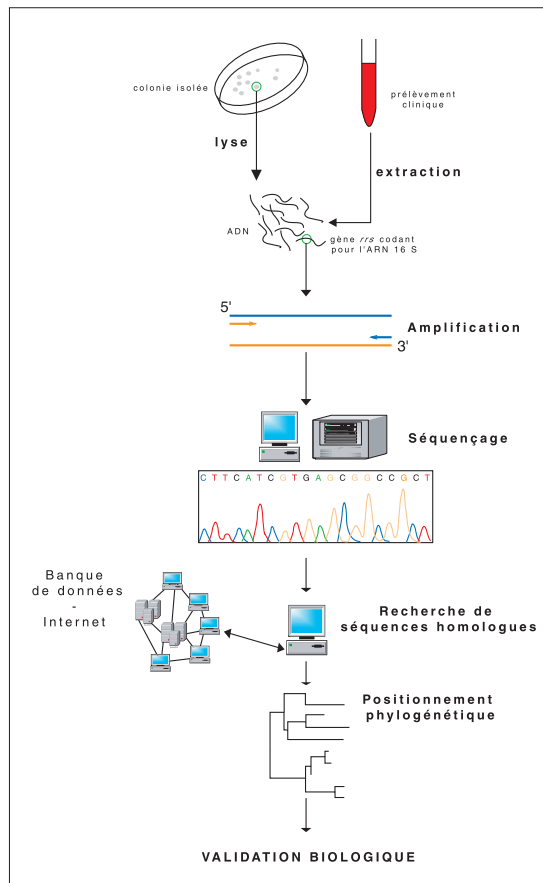 colonie isolée
prélèvement
clinique
lyse
extraction
ADN
gène rrs codant
pour l'ARN 16 S
5'
Amplification
3'
Séquençage
C T T C A T C G T G A G C G G C C G C T
Banque
de données
-
Internet
Recherche de
séquences homologues
Positionnement
phylogénétique
VALIDATION BIOLOGIQUE